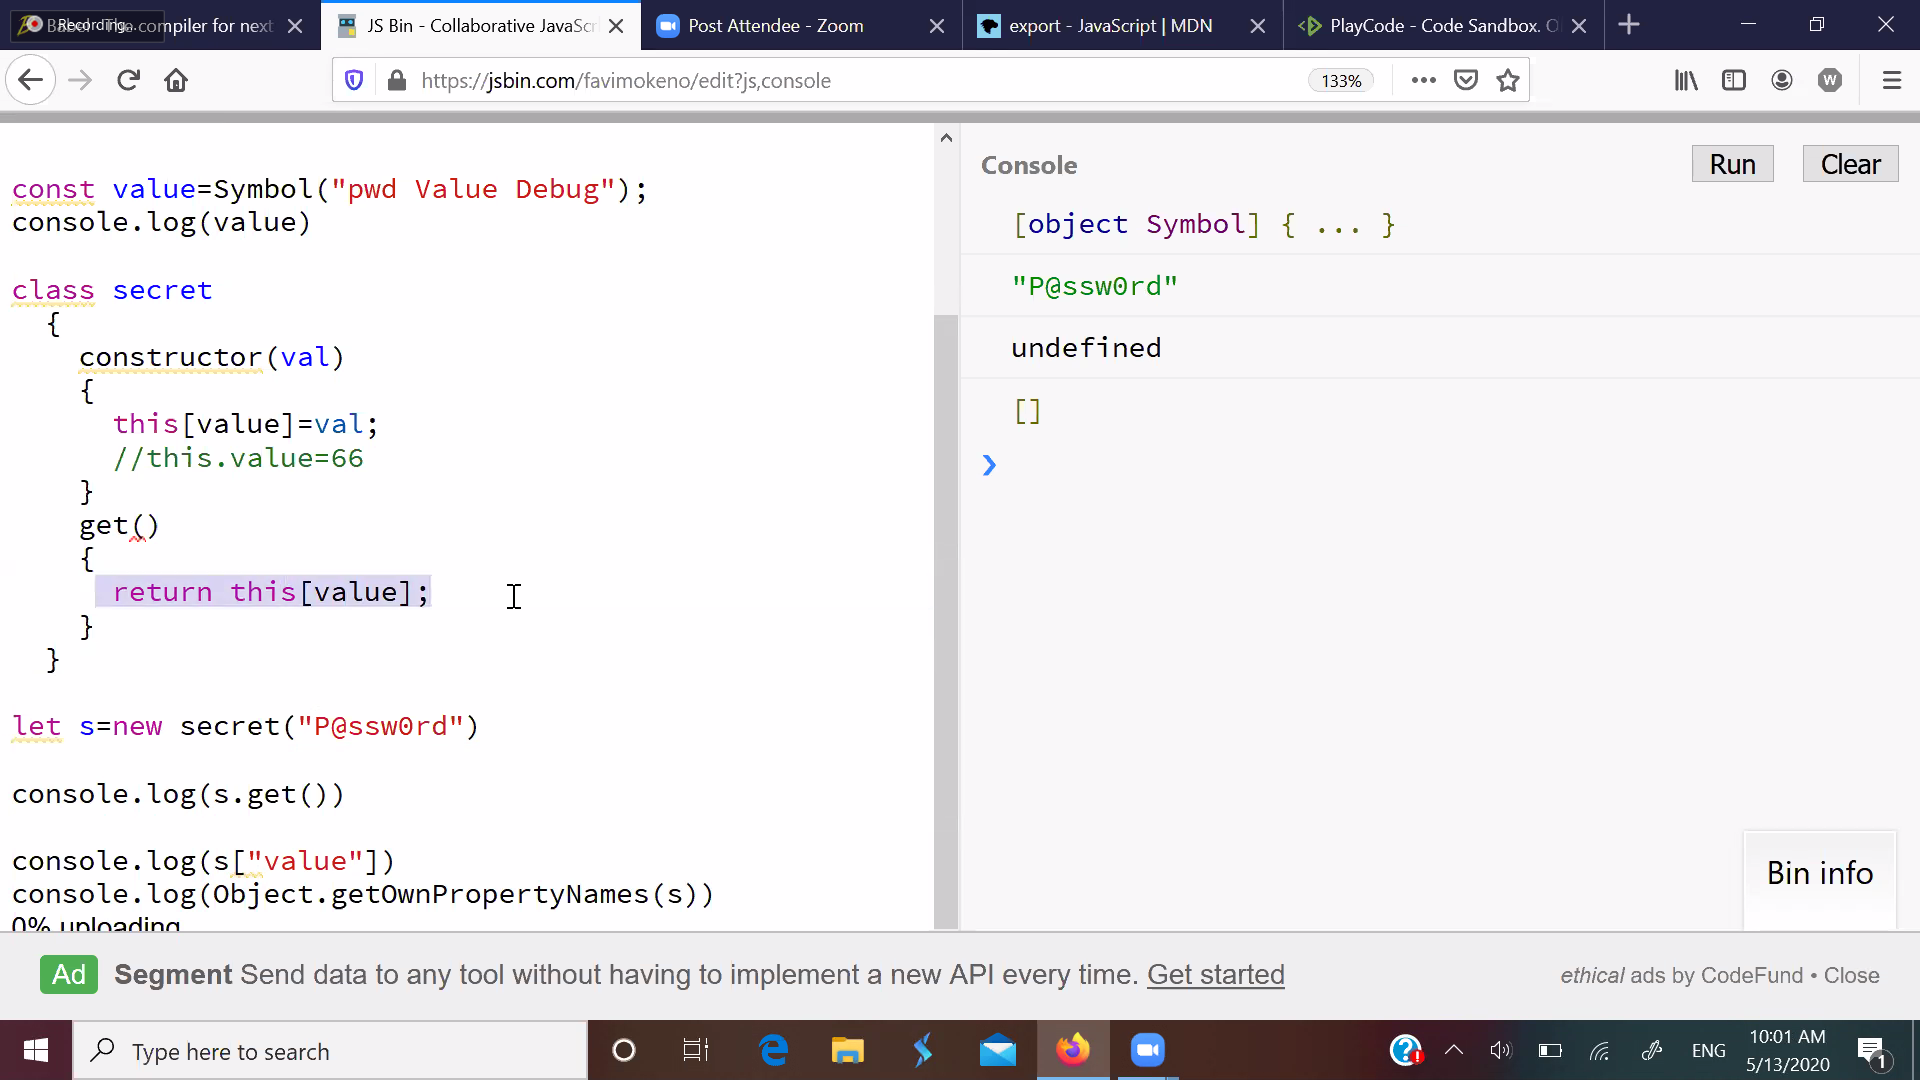 Recording...
Babel · The compiler for next
JS Bin - Collaborative JavaScri
Post Attendee - Zoom
export - JavaScript | MDN
PlayCode - Code Sandbox. O
https://jsbin.com/favimokeno/edit?js,console
133%
W
const value=Symbol("pwd Value Debug");
console.log(value)
class secret
{
constructor(val)
{
this[value]=val;
//this.value=66
}
get()
{
return this[value];
}
}
let s=new secret("P@ssw0rd")
console.log(s.get())
console.log(s["value"])
console.log(Object.getOwnPropertyNames(s))
0% uploading
Console
Run
Clear
[object Symbol] { ... }
"P@ssw0rd"
undefined
[]
Bin info
Ad
Segment Send data to any tool without having to implement a new API every time. Get started
ethical ads by CodeFund • Close
Type here to search
ENG
10:01 AM
5/13/2020
1